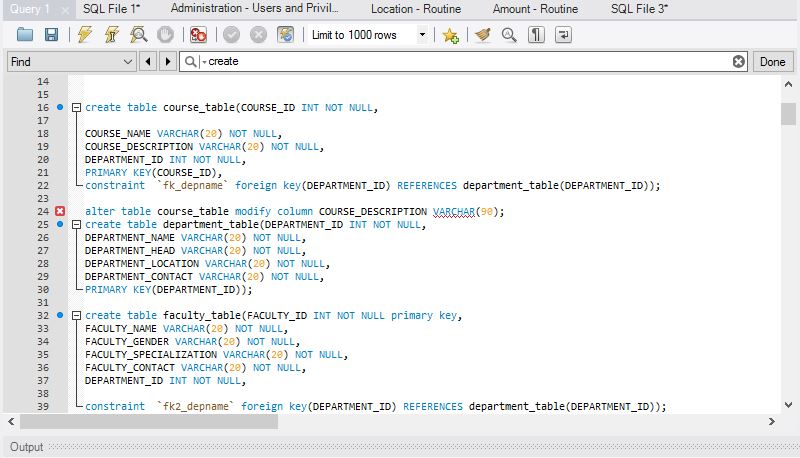 Query 1 SQL File 1* Administration - Users and Privil... Location - Routine Amount - Routine SQL File 3*
Limit to 1000 rows
Find create Done
14
15
16 create table course_table(COURSE_ID INT NOT NULL,
17
18 COURSE_NAME VARCHAR(20) NOT NULL,
19 COURSE_DESCRIPTION VARCHAR(20) NOT NULL,
20 DEPARTMENT_ID INT NOT NULL,
21 PRIMARY KEY(COURSE_ID),
22 constraint `fk_depname` foreign key(DEPARTMENT_ID) REFERENCES department_table(DEPARTMENT_ID));
23
24 alter table course_table modify column COURSE_DESCRIPTION VARCHAR(90);
25 create table department_table(DEPARTMENT_ID INT NOT NULL,
26 DEPARTMENT_NAME VARCHAR(20) NOT NULL,
27 DEPARTMENT_HEAD VARCHAR(20) NOT NULL,
28 DEPARTMENT_LOCATION VARCHAR(20) NOT NULL,
29 DEPARTMENT_CONTACT VARCHAR(20) NOT NULL,
30 PRIMARY KEY(DEPARTMENT_ID));
31
32 create table faculty_table(FACULTY_ID INT NOT NULL primary key,
33 FACULTY_NAME VARCHAR(20) NOT NULL,
34 FACULTY_GENDER VARCHAR(20) NOT NULL,
35 FACULTY_SPECIALIZATION VARCHAR(20) NOT NULL,
36 FACULTY_CONTACT VARCHAR(20) NOT NULL,
37 DEPARTMENT_ID INT NOT NULL,
38
39 constraint `fk2_depname` foreign key(DEPARTMENT_ID) REFERENCES department_table(DEPARTMENT_ID));
Output